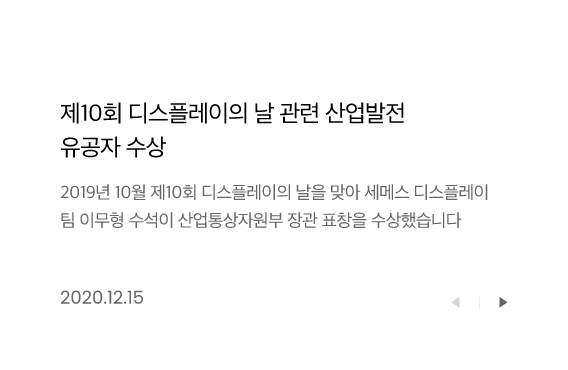 제10회 디스플레이의 날 관련 산업발전
유공자 수상
2019년 10월 제10회 디스플레이의 날을 맞아 세메스 디스플레이
팀 이무형 수석이 산업통상자원부 장관 표창을 수상했습니다
2020.12.15